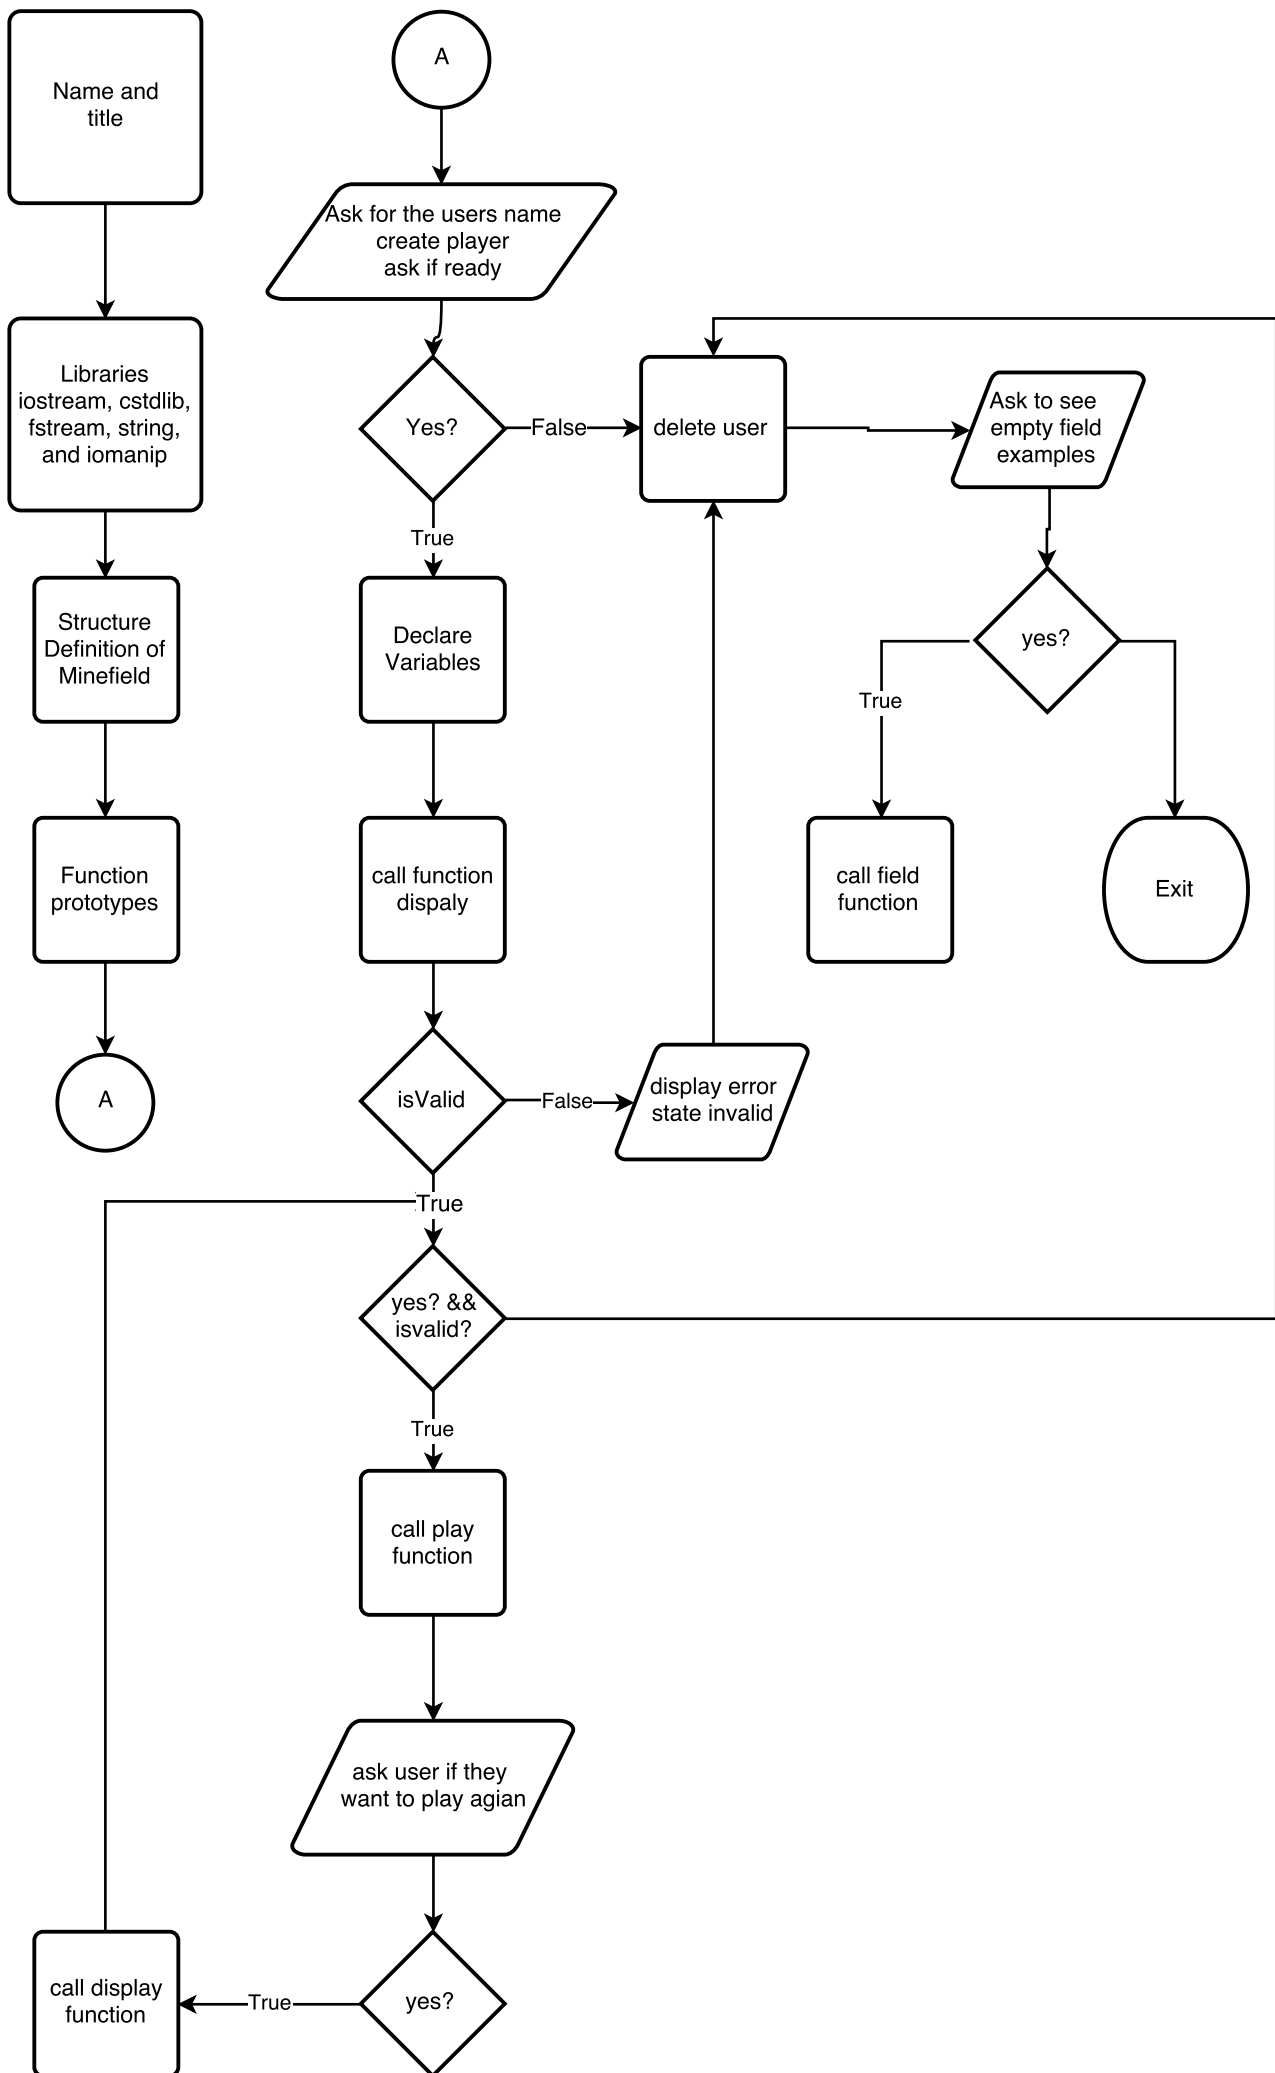 Name and
title
Libraries
iostream, cstdlib,
fstream, string,
and iomanip
Structure
Definition of
Minefield
Function
prototypes
A
A
Ask for the users name
create player
ask if ready
Yes?
False
delete user
Ask to see
empty field
examples
True
yes?
Declare
Variables
True
call function
dispaly
call field
function
Exit
isValid
False
display error
state invalid
True
yes? &&
isvalid?
True
call play
function
ask user if they
want to play agian
yes?
True
call display
function